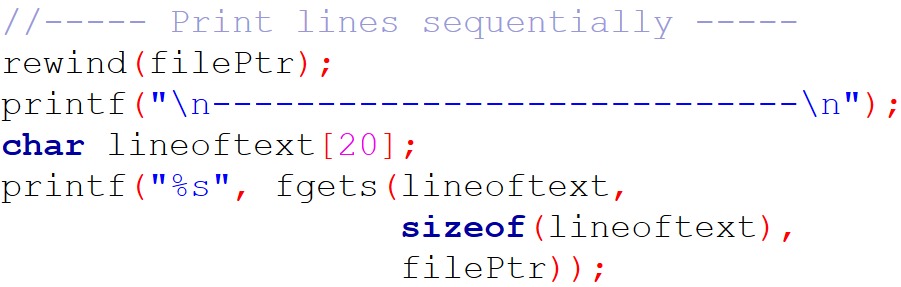 //----- Print lines sequentially -----
rewind(filePtr);
printf("\n----------------------------\n");
char lineoftext[20];
printf("%s", fgets(lineoftext,
sizeof(lineoftext),
filePtr));